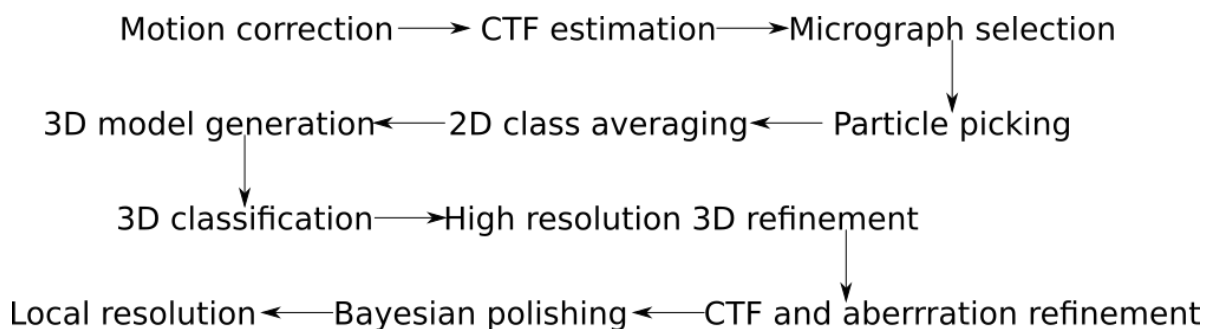 Motion correction CTF estimation Micrograph selection
3D model generation 2D class averaging Particle picking
3D classification High resolution 3D refinement
Local resolution Bayesian polishing CTF and aberrration refinement